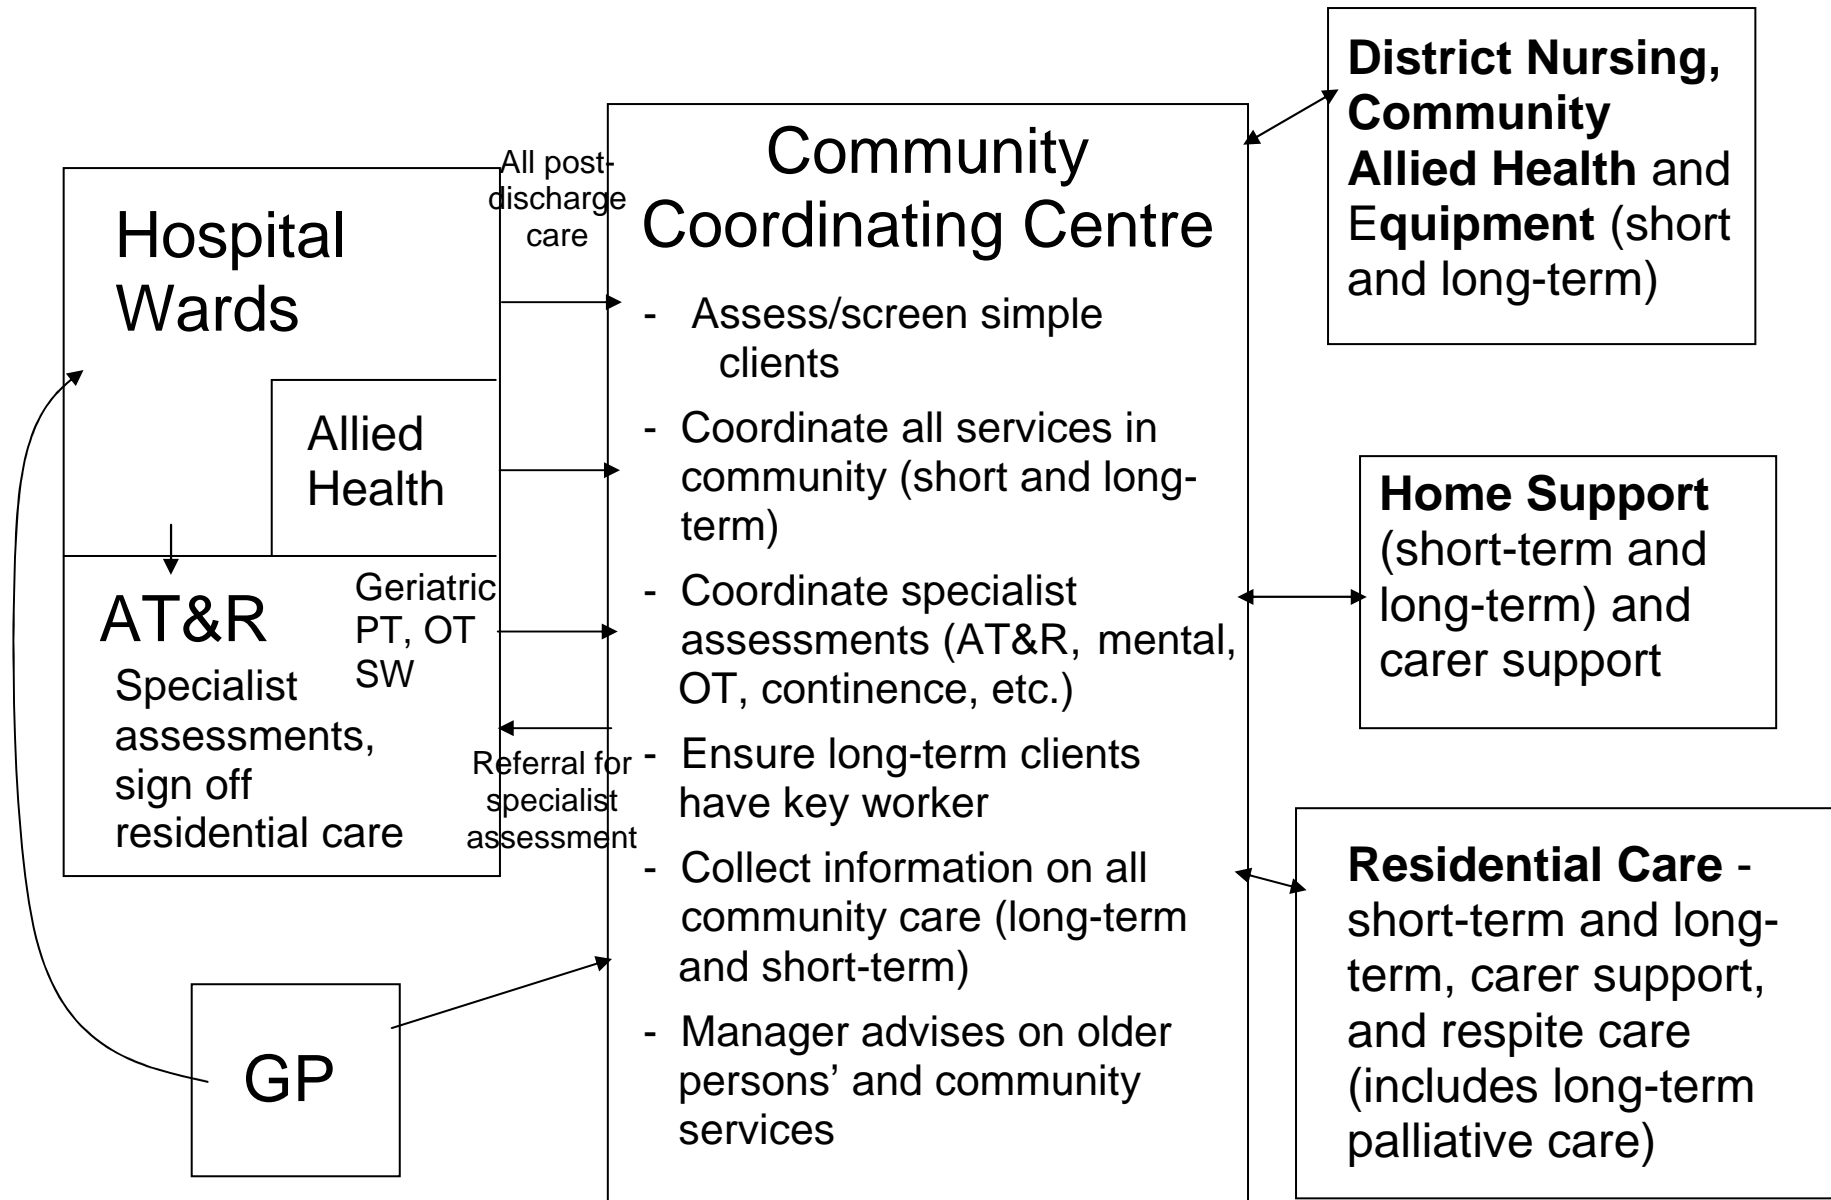 Hospital
Wards
Allied
Health
AT&R
Geriatric
PT, OT
SW
Specialist
assessments,
sign off
residential care
GP
All post-
discharge
care
Referral for
specialist
assessment
Community
Coordinating Centre
- Assess/screen simple
clients
- Coordinate all services in
community (short and long-
term)
- Coordinate specialist
assessments (AT&R, mental,
OT, continence, etc.)
- Ensure long-term clients
have key worker
- Collect information on all
community care (long-term
and short-term)
- Manager advises on older
persons’ and community
services
District Nursing,
Community
Allied Health and
Equipment (short
and long-term)
Home Support
(short-term and
long-term) and
carer support
Residential Care -
short-term and long-
term, carer support,
and respite care
(includes long-term
palliative care)